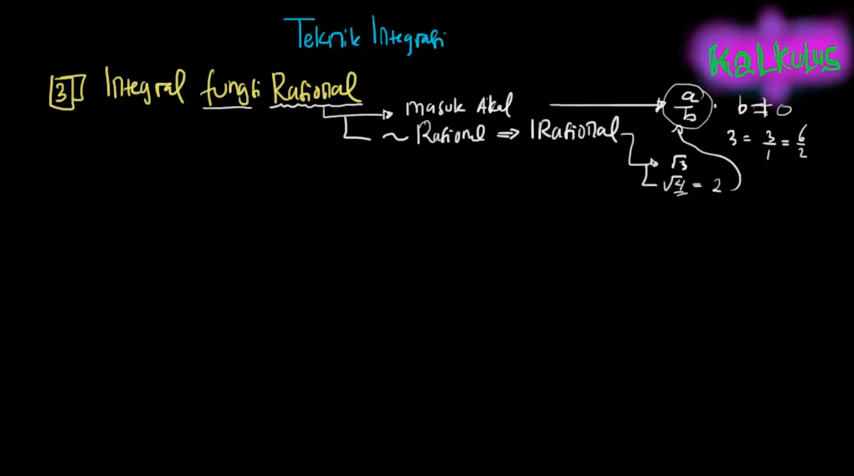 Teknik Integrasi
KALKULUS
[3] Integral fungsi Rasional
masuk Akal → a/b . b ≠ 0
~ Rasional ⇒ IRasional
3 = 3/1 = 6/2
√3
√4 = 2